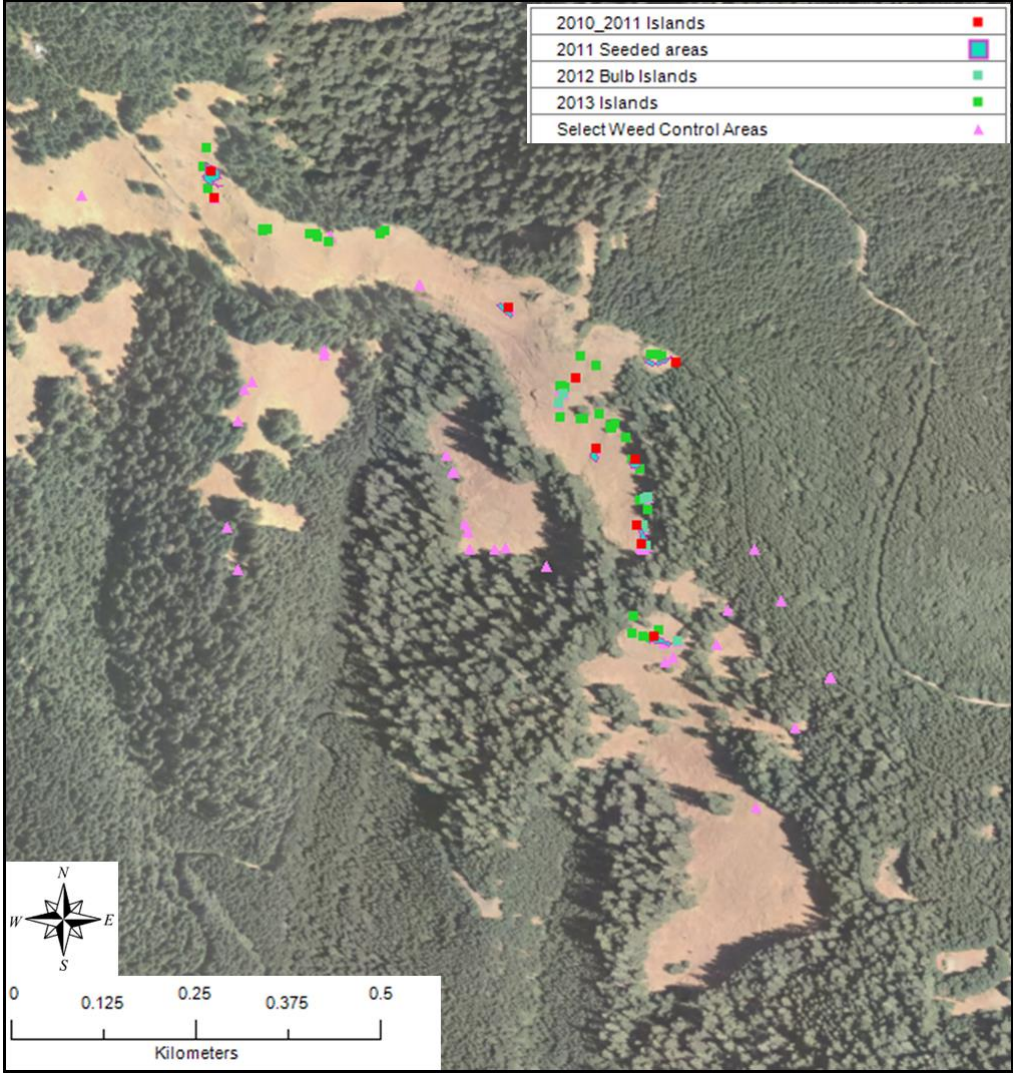 2010_2011 Islands
2011 Seeded areas
2012 Bulb Islands
2013 Islands
Select Weed Control Areas
N
W E
S
0 0.125 0.25 0.375 0.5
Kilometers